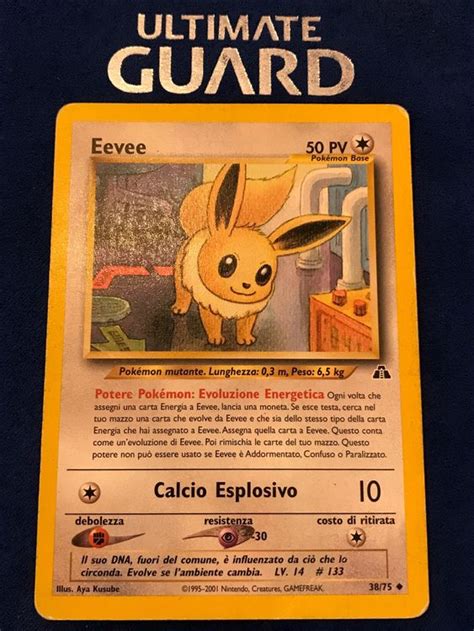 ULTIMATE
GUARD
Eevee
50 PV
Pokémon Base
Pokémon mutante. Lunghezza: 0,3 m, Peso: 6,5 kg
Potere Pokémon: Evoluzione Energetica Ogni volta che
assegni una carta Energia a Eevee, lancia una moneta. Se esce testa, cerca nel
tuo mazzo una carta che evolve da Eevee e che sia dello stesso tipo della carta
Energia che hai assegnato a Eevee. Assegna quella carta a Eevee. Questo conta
come un'evoluzione di Eevee. Poi rimischia le carte del tuo mazzo. Questo
potere non può essere usato se Eevee è Addormentato, Confuso o Paralizzato.
Calcio Esplosivo 10
debolezza resistenza costo di ritirata
-30
Il suo DNA, fuori del comune, è influenzato da ciò che lo
circonda. Evolve se l'ambiente cambia. LV. 14 # 133
Illus. Aya Kusube ©1995-2001 Nintendo, Creatures, GAMEFREAK. 38/75